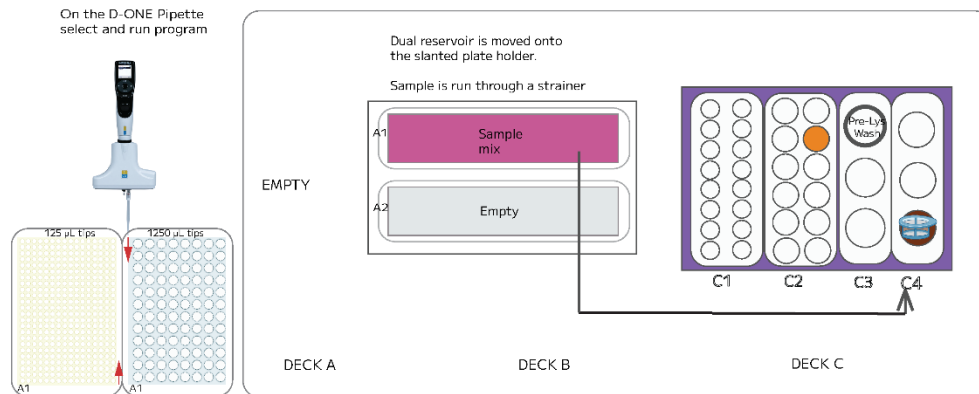 On the D-ONE Pipette
select and run program
125 µL tips
1250 µL tips
A1
A1
Dual reservoir is moved onto
the slanted plate holder.
Sample is run through a strainer
EMPTY
A1
Sample
mix
A2
Empty
Pre-Lys
Wash
C1
C2
C3
C4
DECK A
DECK B
DECK C